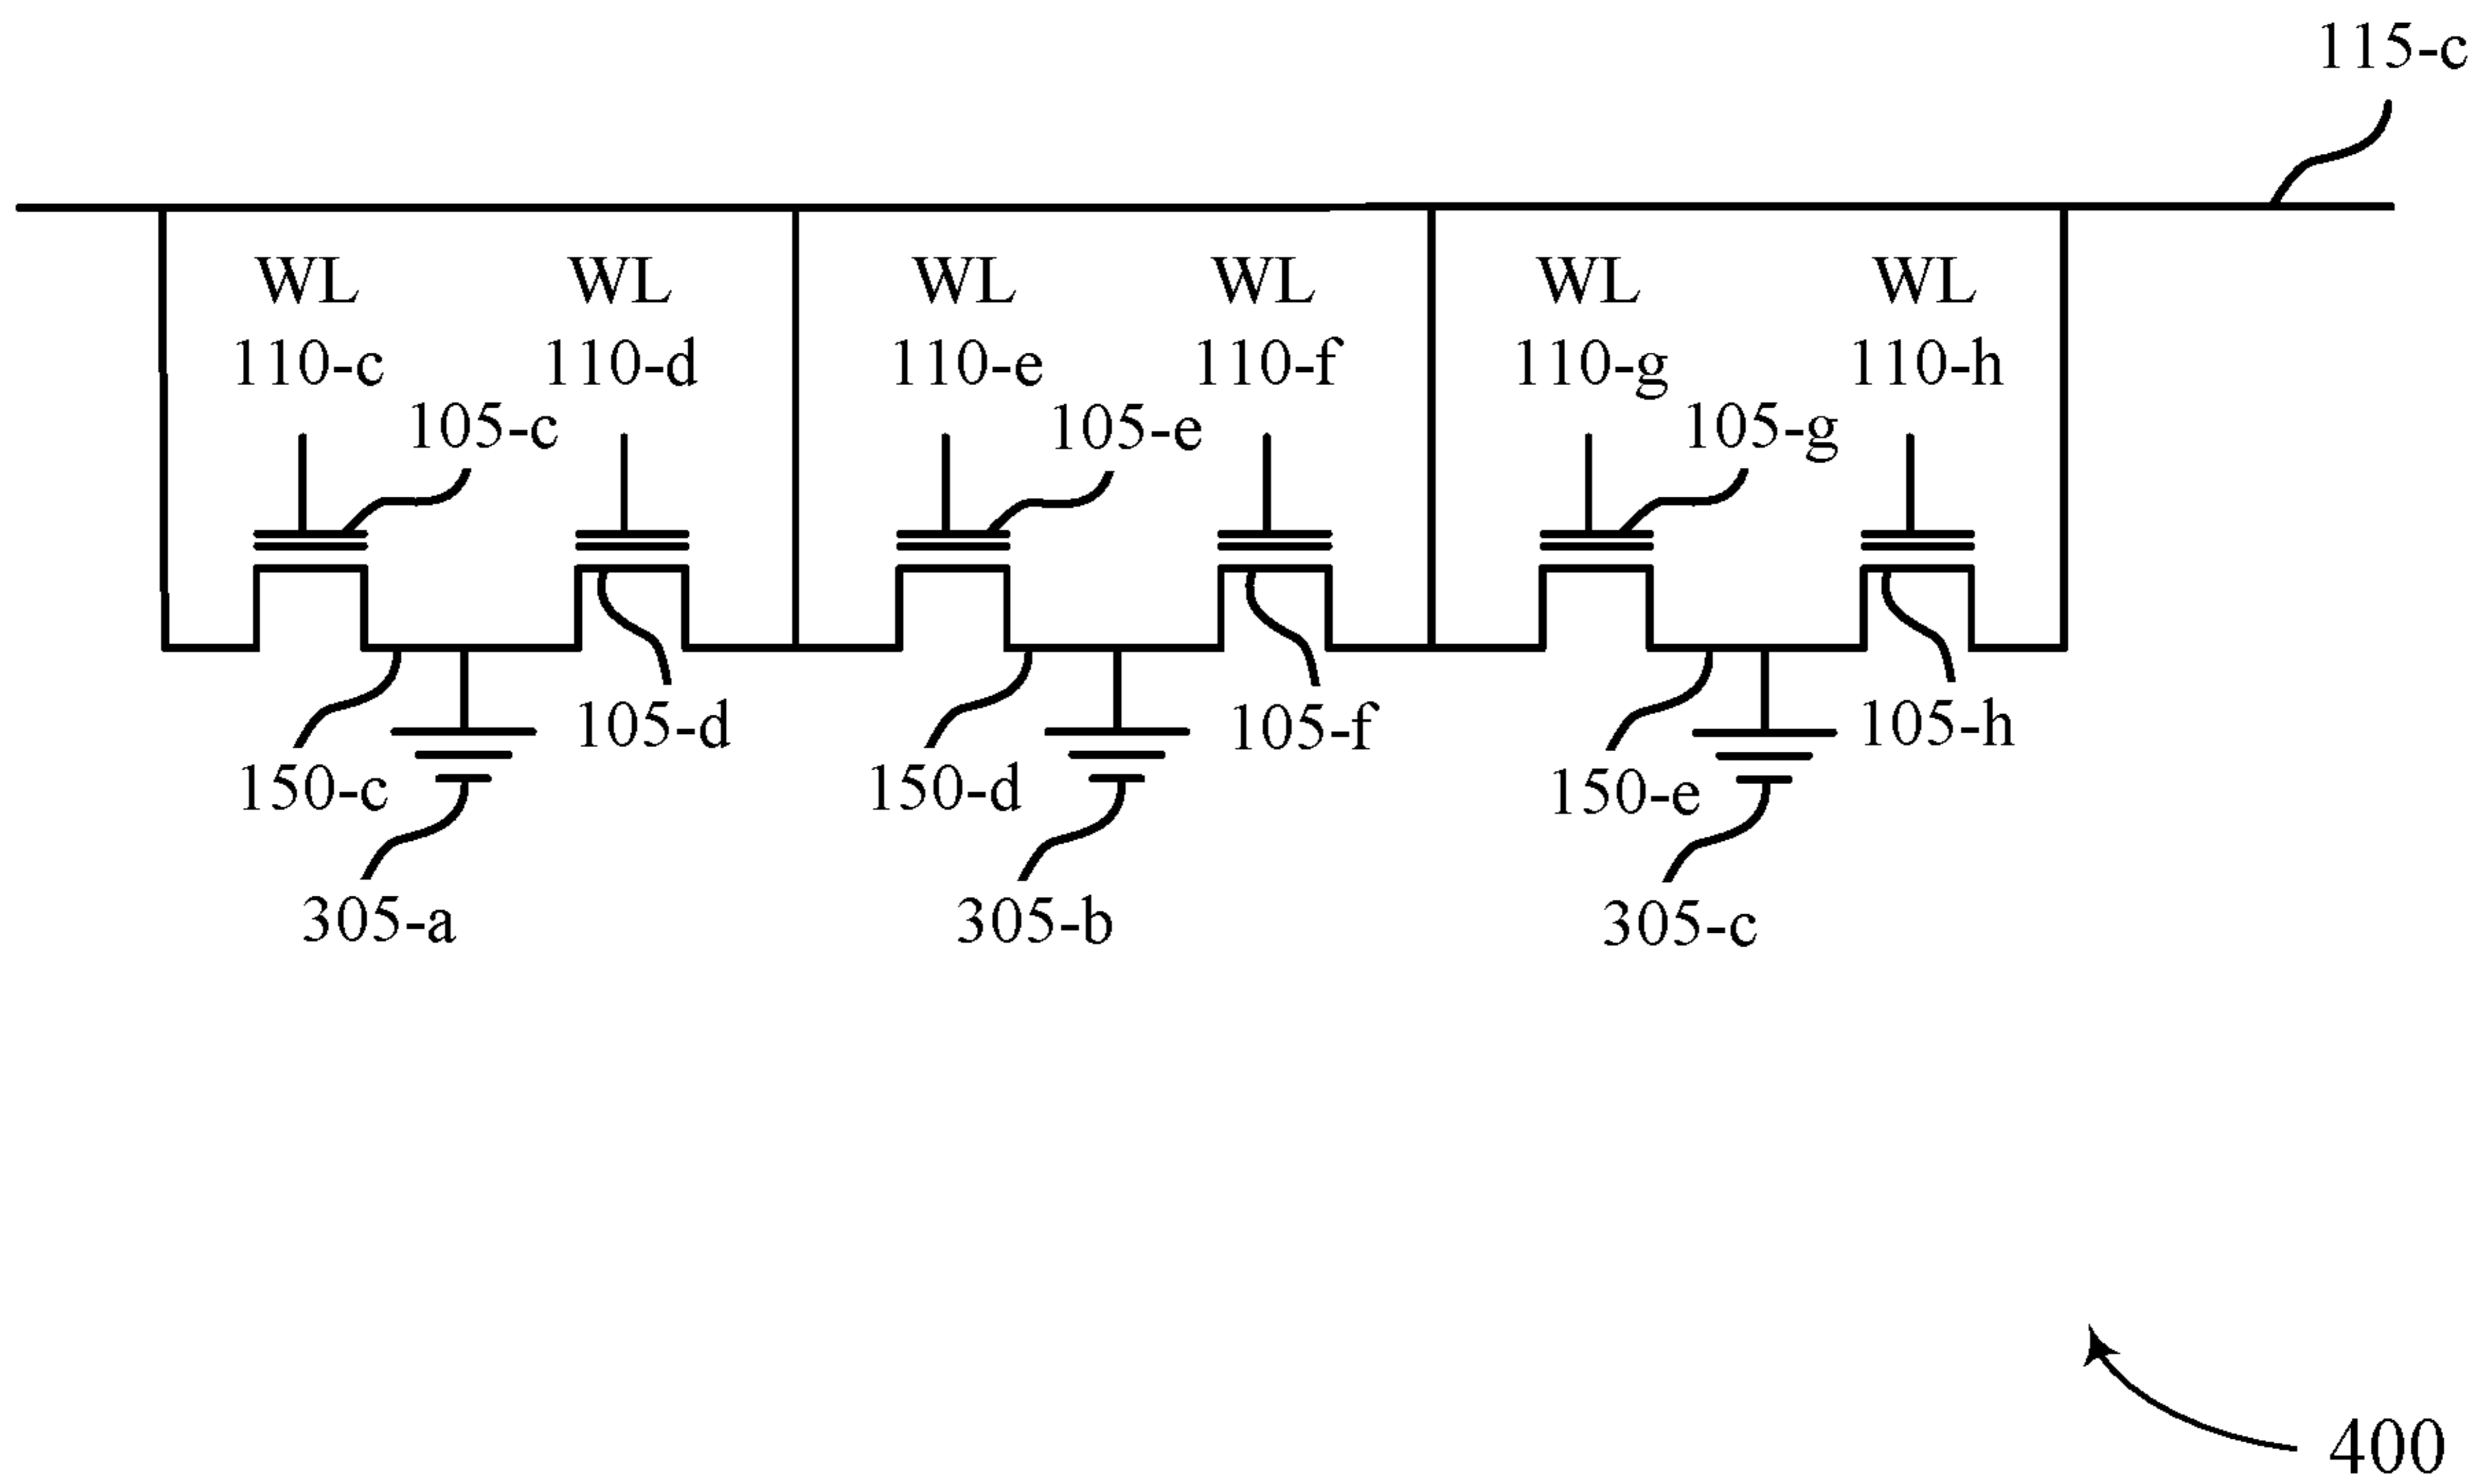 115-c
WL WL WL WL WL WL
110-c 110-d 110-e 110-f 110-g 110-h
105-c 105-e 105-g
105-d 105-f 105-h
150-c 150-d 150-e
305-a 305-b 305-c
400